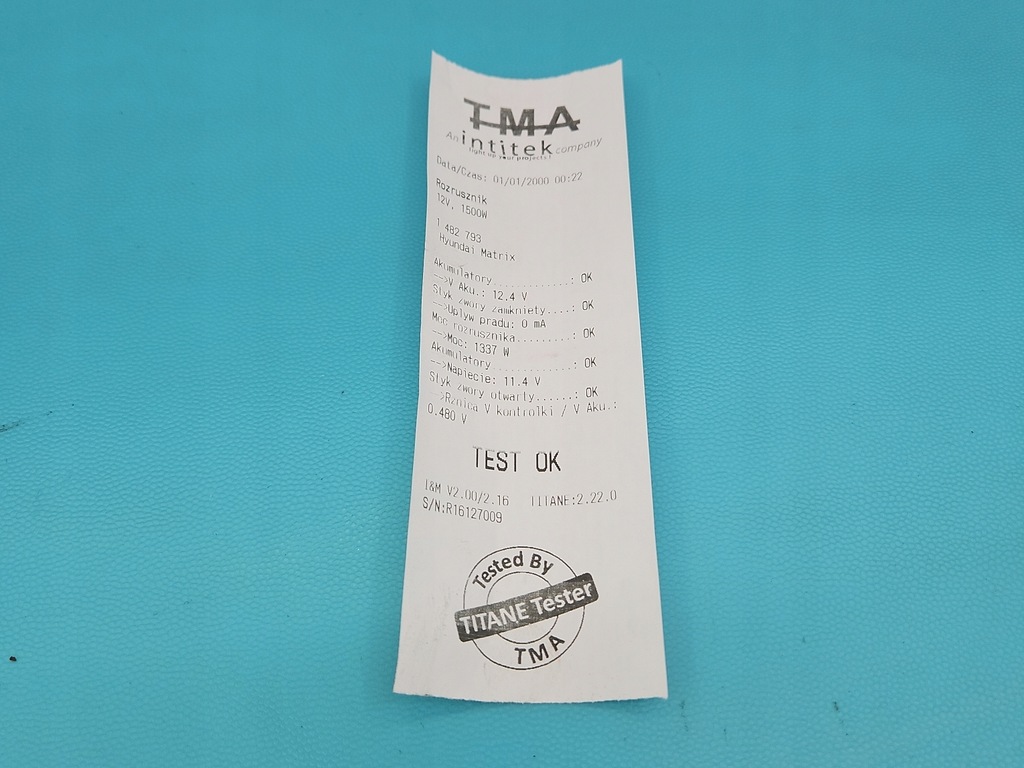 TMA
An intitek company
light up your projects !
Data/Czas: 01/01/2000 00:22
Rozrusznik
12V, 1500W
1 482 793
Hyundai Matrix
Akumulatory.............: OK
-->V Aku.: 12.4 V
Styk zwory zamkniety....: OK
-->Uplyw pradu: 0 mA
Moc rozrusznika.........: OK
-->Moc: 1337 W
Akumulatory.............: OK
-->Napiecie: 11.4 V
Styk zwory otwarty......: OK
-->Rznica V kontrolki / V Aku.:
0.480 V
TEST OK
I&M V2.00/2.16 TITANE:2.22.0
S/N:R16127009
Tested By
TITANE Tester
TMA